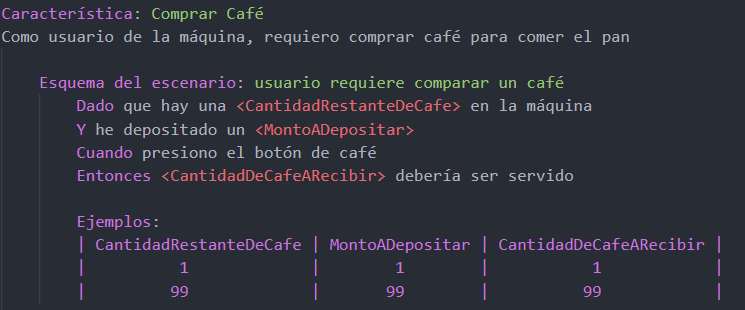 Característica: Comprar Café
Como usuario de la máquina, requiero comprar café para comer el pan
Esquema del escenario: usuario requiere comparar un café
Dado que hay una <CantidadRestanteDeCafe> en la máquina
Y he depositado un <MontoADepositar>
Cuando presiono el botón de café
Entonces <CantidadDeCafeARecibir> debería ser servido
Ejemplos:
| CantidadRestanteDeCafe | MontoADepositar | CantidadDeCafeARecibir |
| 1 | 1 | 1 |
| 99 | 99 | 99 |